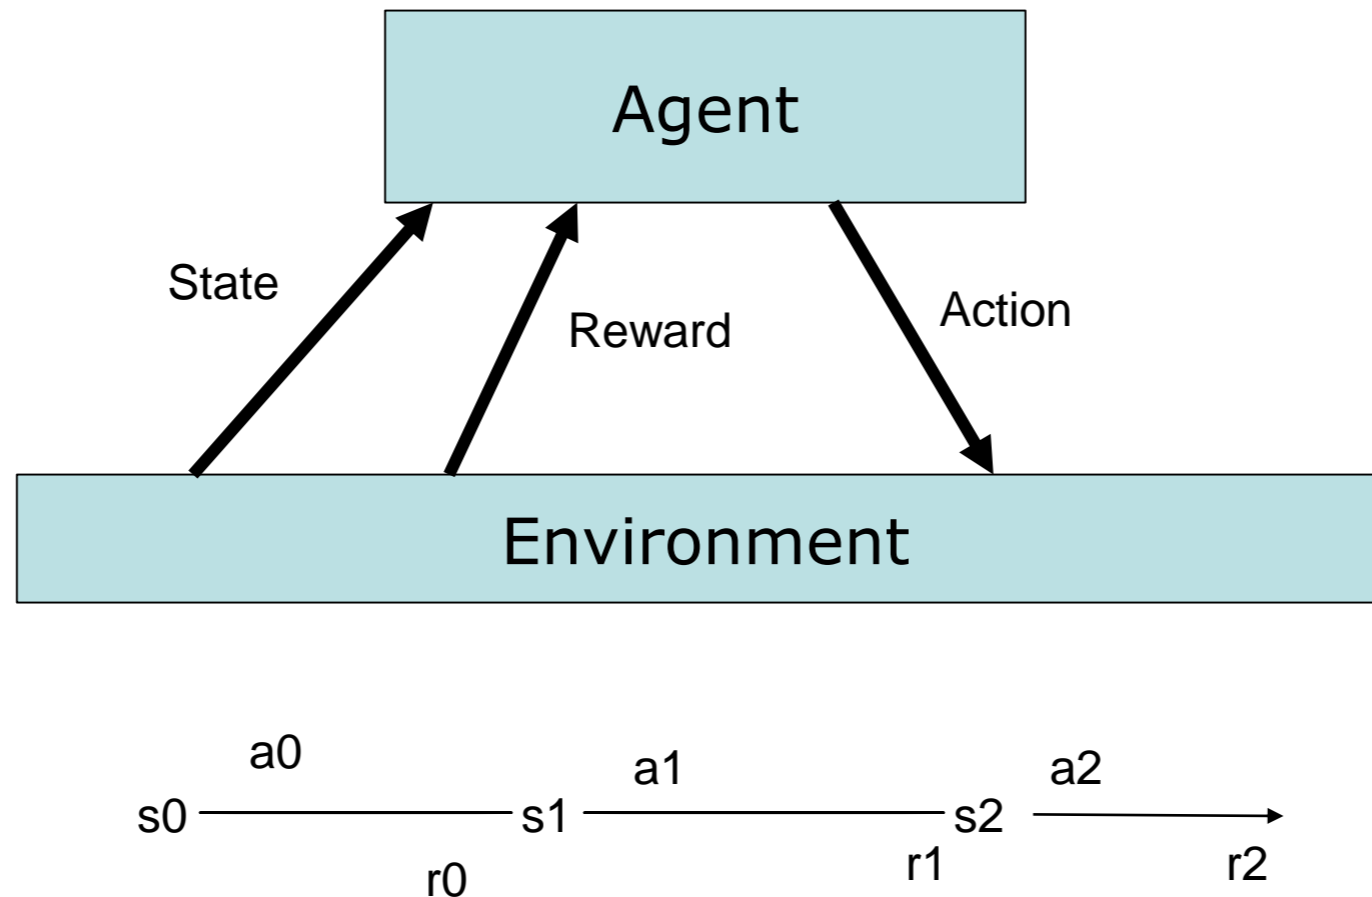 Agent
State
Reward
Action
Environment
a0
a1
a2
s0
s1
s2
r0
r1
r2